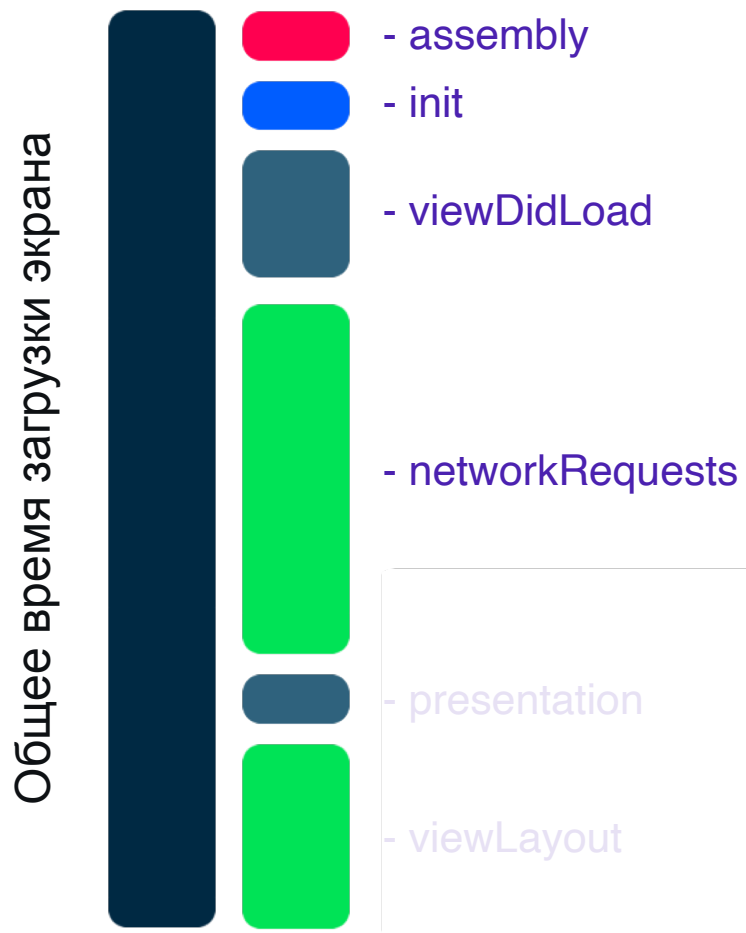 Общее время загрузки экрана
- assembly
- init
- viewDidLoad
- networkRequests
- presentation
- viewLayout